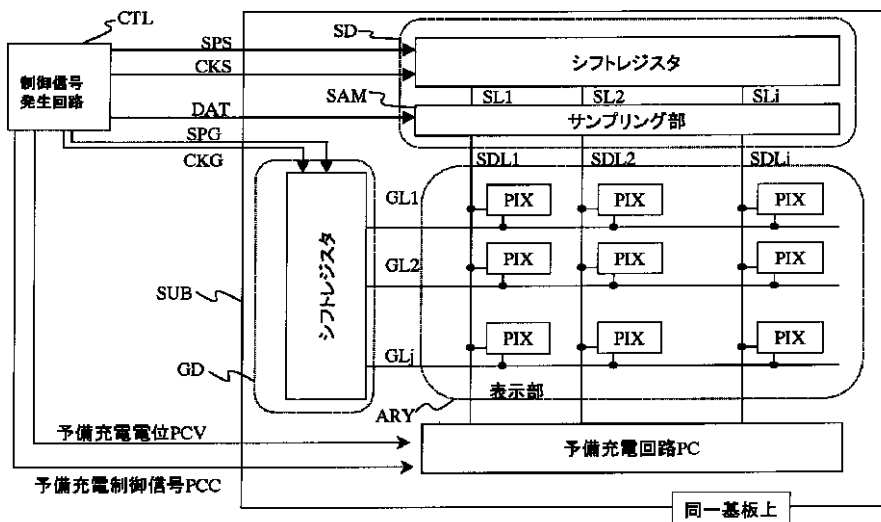 CTL
SPS
SD
制御信号
発生回路
CKS
シフトレジスタ
SAM
SL1
SL2
SLi
DAT
サンプリング部
SPG
CKG
SDL1
SDL2
SDLi
GL1
PIX
PIX
PIX
シフトレジスタ
GL2
PIX
PIX
PIX
SUB
GLj
PIX
PIX
PIX
GD
表示部
ARY
予備充電電位PCV
予備充電回路PC
予備充電制御信号PCC
同一基板上